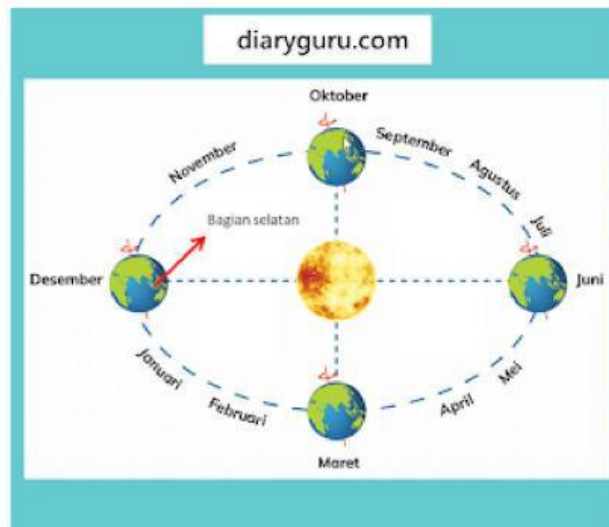 diaryguru.com
Oktober
November
September
Agustus
Juli
Bagian selatan
Desember
Juni
Januari
Februari
Mei
April
Maret